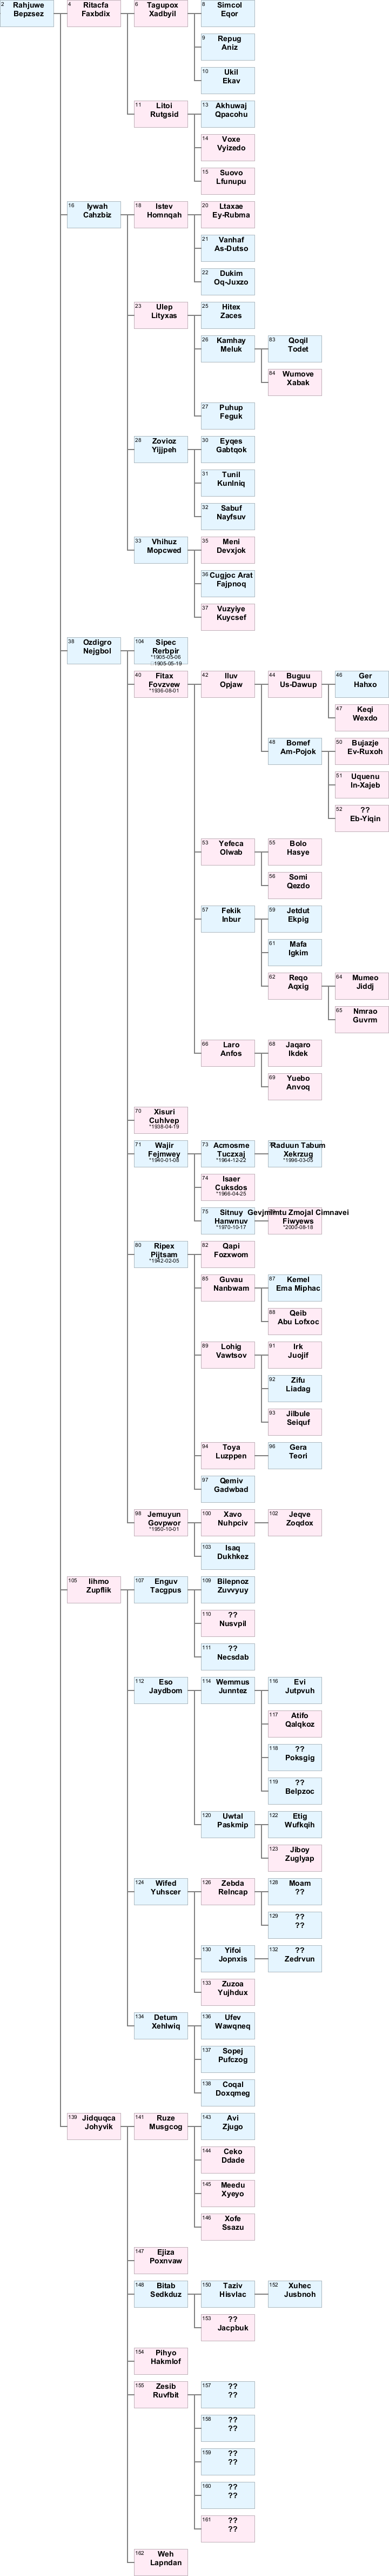 2 Rahjuwe
Bepzsez
4 Ritacfa
Faxbdix
6 Tagupox
Xadbyil
8 Simcol
Eqor
9 Repug
Aniz
10 Ukil
Ekav
11 Litoi
Rutgsid
13 Akhuwaj
Qpacohu
14 Voxe
Vyizedo
15 Suovo
Lfunupu
16 Iywah
Cahzbiz
18 Istev
Homnqah
20 Ltaxae
Ey-Rubma
21 Vanhaf
As-Dutso
22 Dukim
Oq-Juxzo
23 Ulep
Lityxas
25 Hitex
Zaces
26 Kamhay
Meluk
83 Qoqil
Todet
84 Wumove
Xabak
27 Puhup
Feguk
28 Zovioz
Yijjpeh
30 Eyqes
Gabtqok
31 Tunil
Kunlniq
32 Sabuf
Nayfsuv
33 Vhihuz
Mopcwed
35 Meni
Devxjok
36 Cugjoc Arat
Fajpnoq
37 Vuzyiye
Kuycsef
38 Ozdigro
Nejgbol
104 Sipec
Rerbpir
*1905-05-06
1905-05-19
40 Fitax
Fovzvew
*1936-08-01
42 Iluv
Opjaw
44 Buguu
Us-Dawup
46 Ger
Hahxo
47 Keqi
Wexdo
48 Bomef
Am-Pojok
50 Bujazje
Ev-Ruxoh
51 Uquenu
In-Xajeb
52 ??
Eb-Yiqin
53 Yefeca
Olwab
55 Bolo
Hasye
56 Somi
Qezdo
57 Fekik
Inbur
59 Jetdut
Ekpig
61 Mafa
Igkim
62 Reqo
Aqxig
64 Mumeo
Jiddj
65 Nmrao
Guvrm
66 Laro
Anfos
68 Jaqaro
Ikdek
69 Yuebo
Anvoq
70 Xisuri
Cuhlvep
*1938-04-19
71 Wajir
Fejmwey
*1940-01-08
73 Acmosme
Tuczxaj
*1964-12-22
Raduun Tabum
Xekrzug
*1996-03-05
74 Isaer
Cuksdos
*1966-04-25
75 Sitnuy
Hanwnuv
*1970-10-17
Zmojal Cimnavei
Fiwyews
*2000-08-18
80 Ripex
Pijtsam
*1942-02-05
82 Qapi
Fozxwom
85 Guvau
Nanbwam
87 Kemel
Ema Miphac
88 Qeib
Abu Lofxoc
89 Lohig
Vawtsov
91 Irk
Juojif
92 Zifu
Liadag
93 Jilbule
Seiquf
94 Toya
Luzppen
96 Gera
Teori
97 Qemiv
Gadwbad
98 Jemuyun
Govpwor
*1950-10-01
100 Xavo
Nuhpciv
102 Jeqve
Zoqdox
103 Isaq
Dukhkez
105 Iihmo
Zupflik
107 Enguv
Tacgpus
109 Bilepnoz
Zuvvyuy
110 ??
Nusvpil
111 ??
Necsdab
112 Eso
Jaydbom
114 Wemmus
Junntez
116 Evi
Jutpvuh
117 Atifo
Qalqkoz
118 ??
Poksgig
119 ??
Belpzoc
120 Uwtal
Paskmip
122 Etig
Wufkqih
123 Jiboy
Zuglyap
124 Wifed
Yuhscer
126 Zebda
Relncap
128 Moam
??
129 ??
??
130 Yifoi
Jopnxis
132 ??
Zedrvun
133 Zuzoa
Yujhdux
134 Detum
Xehlwiq
136 Ufev
Wawqneq
137 Sopej
Pufczog
138 Coqal
Doxqmeg
139 Jidquqca
Johyvik
141 Ruze
Musgcog
143 Avi
Zjugo
144 Ceko
Ddade
145 Meedu
Xyeyo
146 Xofe
Ssazu
147 Ejiza
Poxnvaw
148 Bitab
Sedkduz
150 Taziv
Hisvlac
152 Xuhec
Jusbnoh
153 ??
Jacpbuk
154 Pihyo
Hakmlof
155 Zesib
Ruvfbit
157 ??
??
158 ??
??
159 ??
??
160 ??
??
161 ??
??
162 Weh
Lapndan